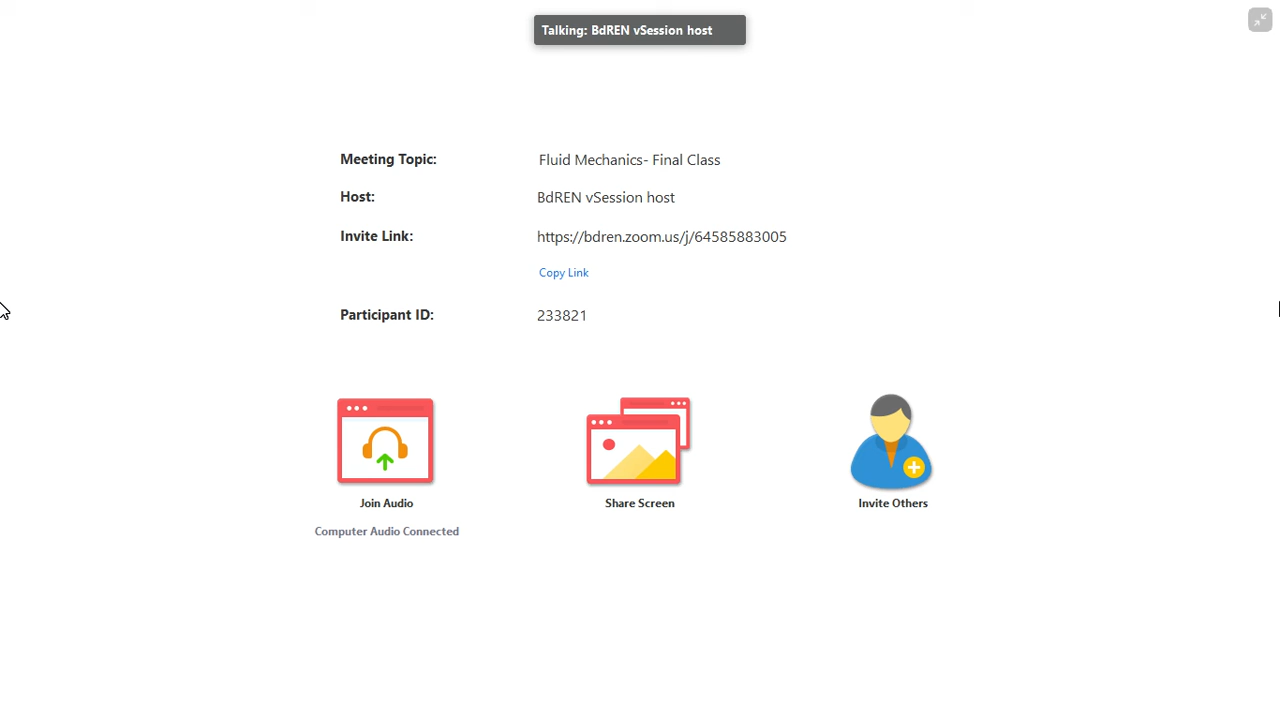 Talking: BdREN vSession host
Meeting Topic: Fluid Mechanics- Final Class
Host: BdREN vSession host
Invite Link: https://bdren.zoom.us/j/64585883005
Copy Link
Participant ID: 233821
Join Audio Share Screen Invite Others
Computer Audio Connected